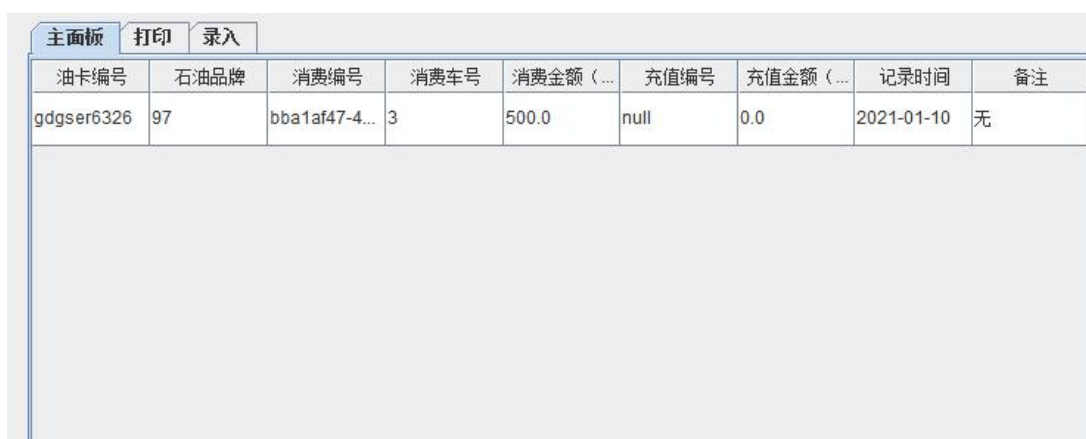 主面板 打印 录入
油卡编号 石油品牌 消费编号 消费车号 消费金额（... 充值编号 充值金额（... 记录时间 备注
gdgser6326 97 bba1af47-4... 3 500.0 null 0.0 2021-01-10 无